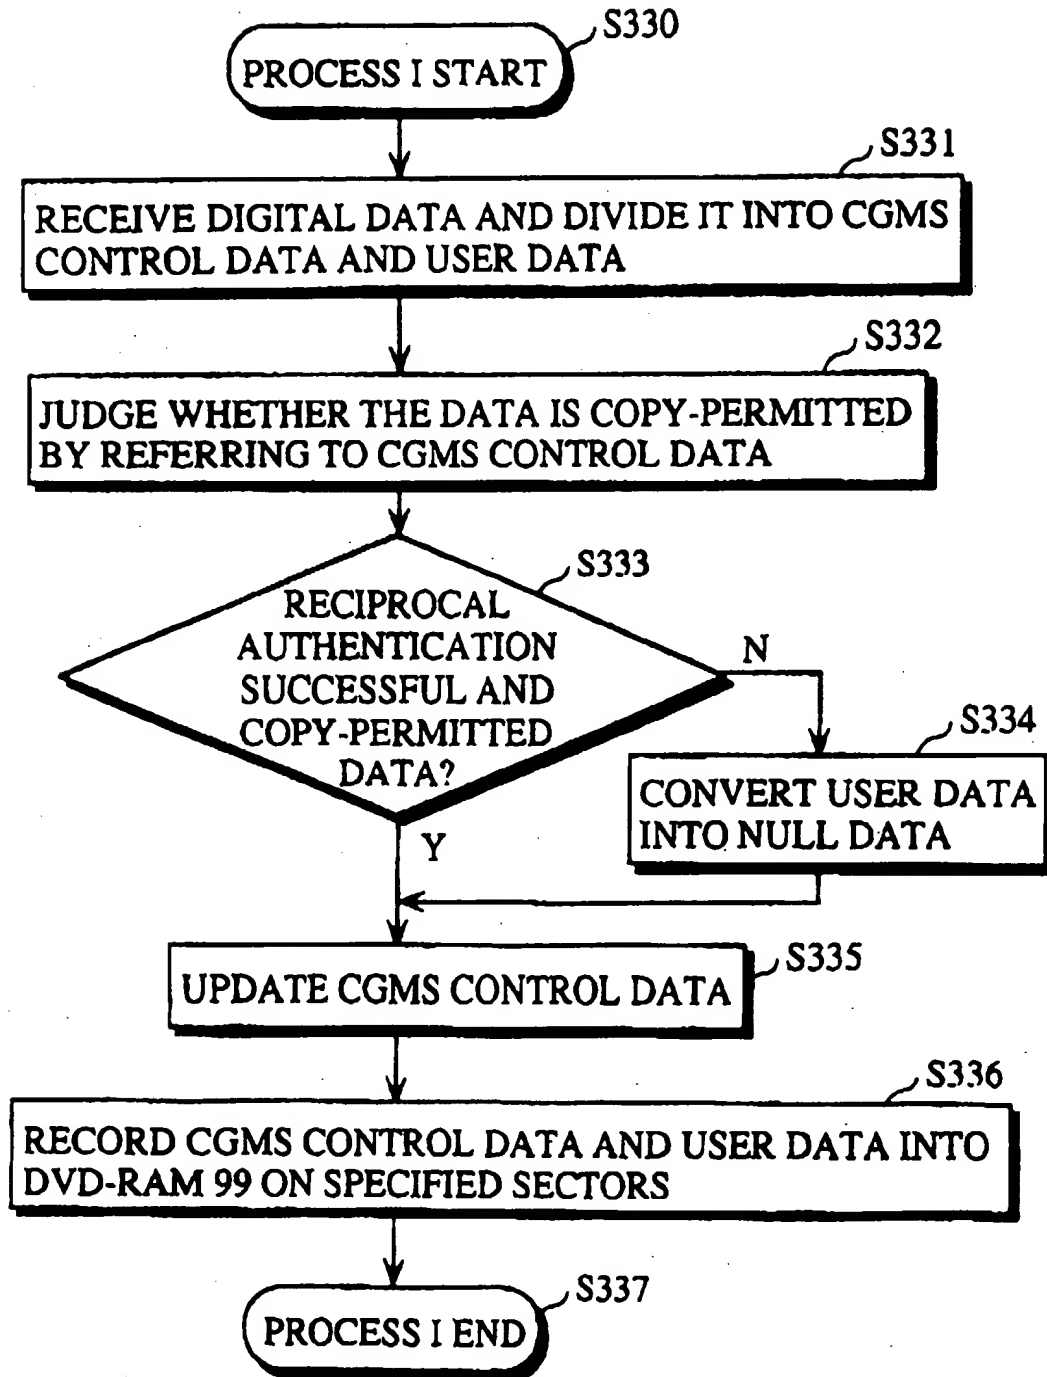 S330
PROCESS I START
S331
RECEIVE DIGITAL DATA AND DIVIDE IT INTO CGMS
CONTROL DATA AND USER DATA
S332
JUDGE WHETHER THE DATA IS COPY-PERMITTED
BY REFERRING TO CGMS CONTROL DATA
S333
RECIPROCAL
AUTHENTICATION
SUCCESSFUL AND
COPY-PERMITTED
DATA?
N
S334
CONVERT USER DATA
INTO NULL DATA
Y
S335
UPDATE CGMS CONTROL DATA
S336
RECORD CGMS CONTROL DATA AND USER DATA INTO
DVD-RAM 99 ON SPECIFIED SECTORS
S337
PROCESS I END